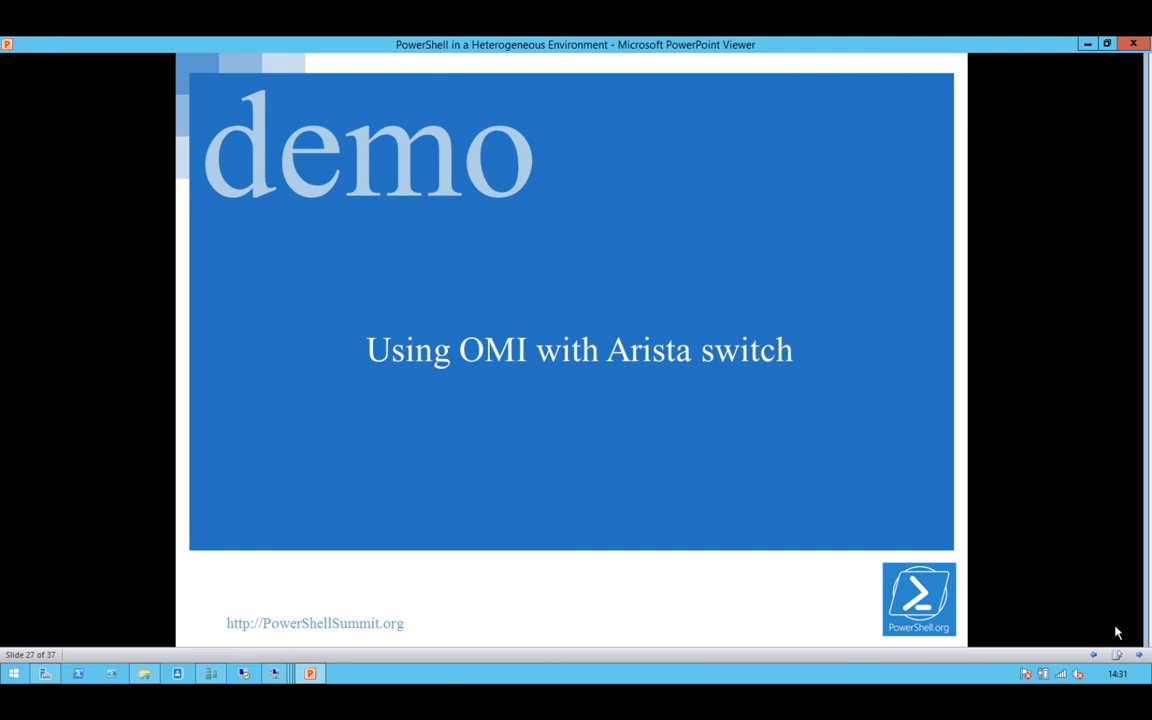 PowerShell in a Heterogeneous Environment - Microsoft PowerPoint Viewer
demo
Using OMI with Arista switch
PowerShell.org
http://PowerShellSummit.org
Slide 27 of 37
14:31